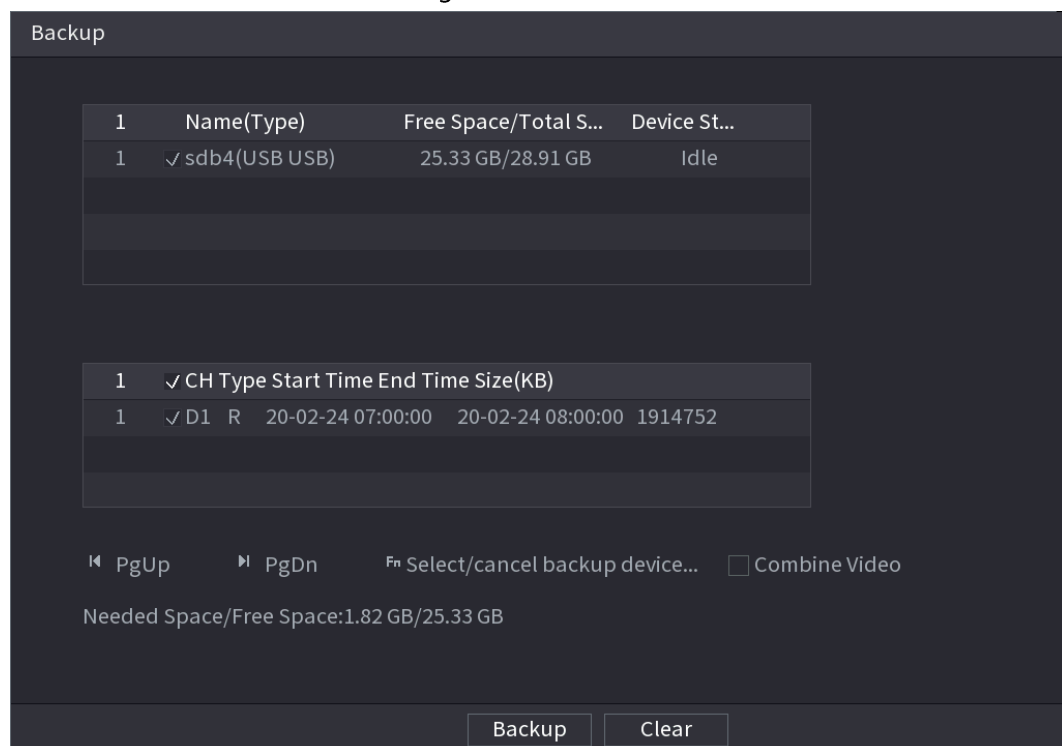 Backup
1 Name(Type) Free Space/Total S... Device St...
1 sdb4(USB USB) 25.33 GB/28.91 GB Idle
1 CH Type Start Time End Time Size(KB)
1 D1 R 20-02-24 07:00:00 20-02-24 08:00:00 1914752
PgUp PgDn Fn Select/cancel backup device... Combine Video
Needed Space/Free Space:1.82 GB/25.33 GB
Backup Clear